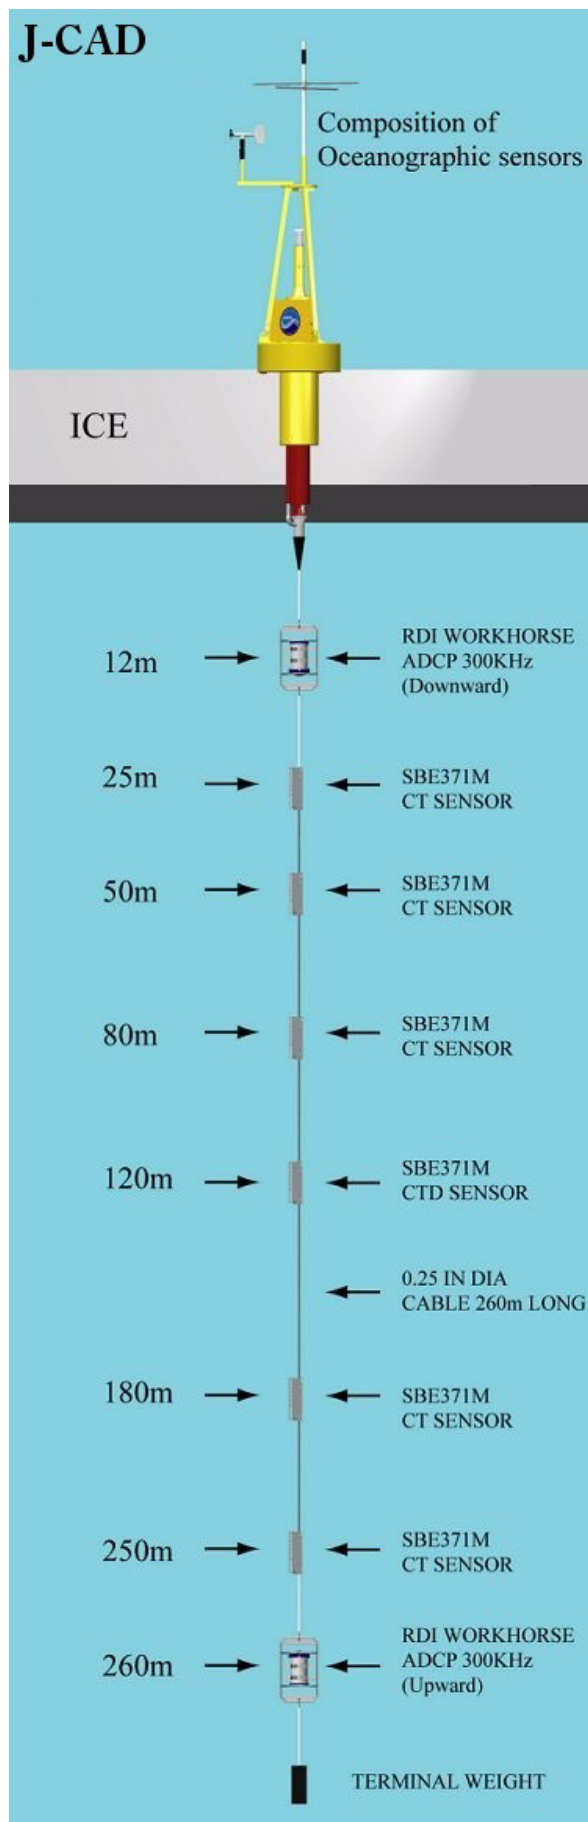 J-CAD
Composition of
Oceanographic sensors
ICE
12m
RDI WORKHORSE
ADCP 300KHz
(Downward)
25m
SBE371M
CT SENSOR
50m
SBE371M
CT SENSOR
80m
SBE371M
CT SENSOR
120m
SBE371M
CTD SENSOR
0.25 IN DIA
CABLE 260m LONG
180m
SBE371M
CT SENSOR
250m
SBE371M
CT SENSOR
260m
RDI WORKHORSE
ADCP 300KHz
(Upward)
TERMINAL WEIGHT